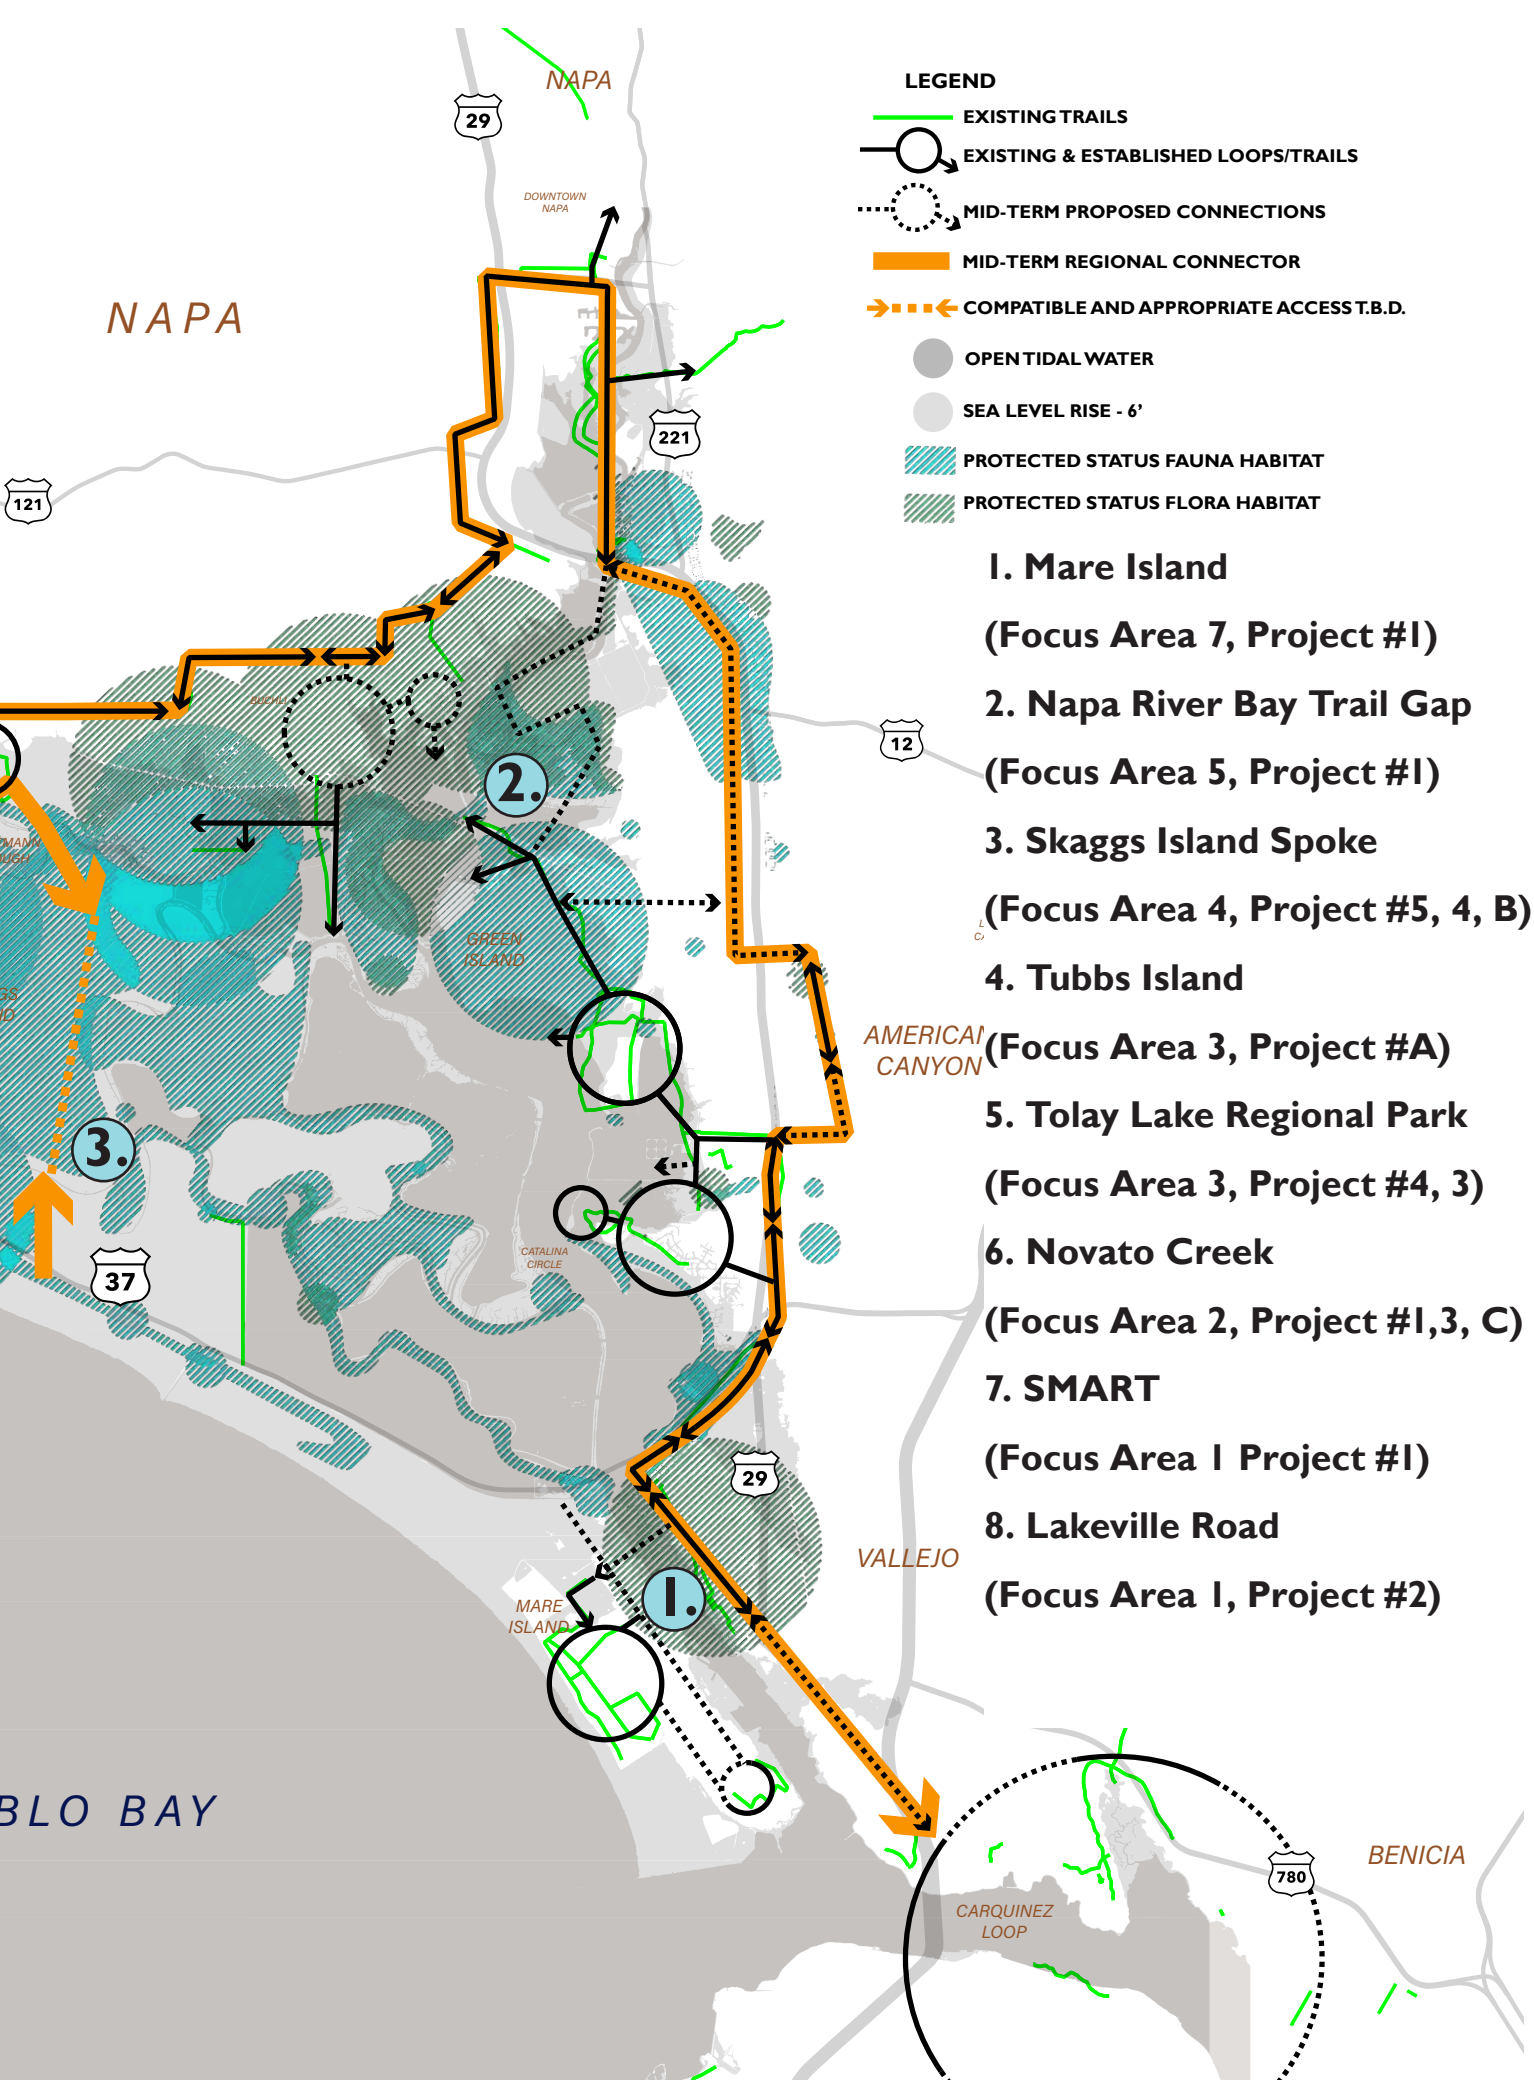 NAPA
29
DOWNTOWN
NAPA
NAPA
221
121
12
GREEN
ISLAND
2.
AMERICAN
CANYON
3.
37
CATALINA
CIRCLE
29
VALLEJO
1.
MARE
ISLAND
BLO BAY
CARQUINEZ
LOOP
780
BENICIA
LEGEND
EXISTING TRAILS
EXISTING & ESTABLISHED LOOPS/TRAILS
MID-TERM PROPOSED CONNECTIONS
MID-TERM REGIONAL CONNECTOR
COMPATIBLE AND APPROPRIATE ACCESS T.B.D.
OPEN TIDAL WATER
SEA LEVEL RISE - 6'
PROTECTED STATUS FAUNA HABITAT
PROTECTED STATUS FLORA HABITAT
1. Mare Island
(Focus Area 7, Project #1)
2. Napa River Bay Trail Gap
(Focus Area 5, Project #1)
3. Skaggs Island Spoke
(Focus Area 4, Project #5, 4, B)
4. Tubbs Island
(Focus Area 3, Project #A)
5. Tolay Lake Regional Park
(Focus Area 3, Project #4, 3)
6. Novato Creek
(Focus Area 2, Project #1,3, C)
7. SMART
(Focus Area 1 Project #1)
8. Lakeville Road
(Focus Area 1, Project #2)